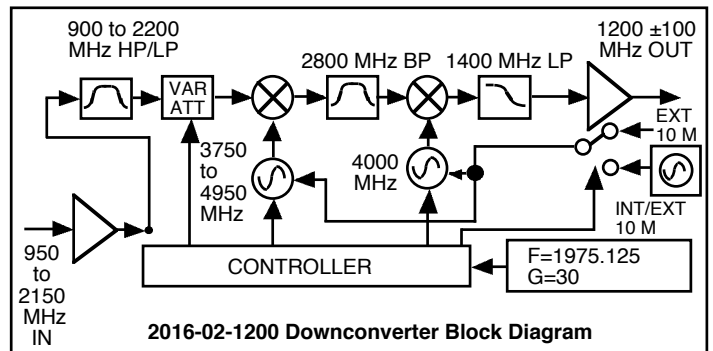 900 to 2200
MHz HP/LP
VAR
ATT
2800 MHz BP
1400 MHz LP
1200 ±100
MHz OUT
3750
to
4950
MHz
4000
MHz
EXT
10 M
INT/EXT
10 M
950
to
2150
MHz
IN
CONTROLLER
F=1975.125
G=30
2016-02-1200 Downconverter Block Diagram